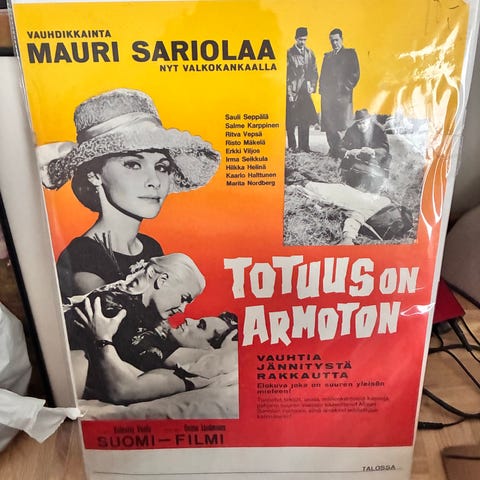 VAUHDIKKAINTA
MAURI SARIOLAA
NYT VALKOKANKAALLA
Sauli Seppälä
Salme Karppinen
Ritva Vepsä
Risto Mäkelä
Erkki Viljos
Irma Seikkula
Hilkka Helinä
Kaarlo Halttunen
Marita Nordberg
TOTUUS ON
ARMOTON
VAUHTIA
JÄNNITYSTÄ
RAKKAUTTA
Elokuva joka on suuren yleisön
mieleen!
SUOMI-FILMI
TALOSSA